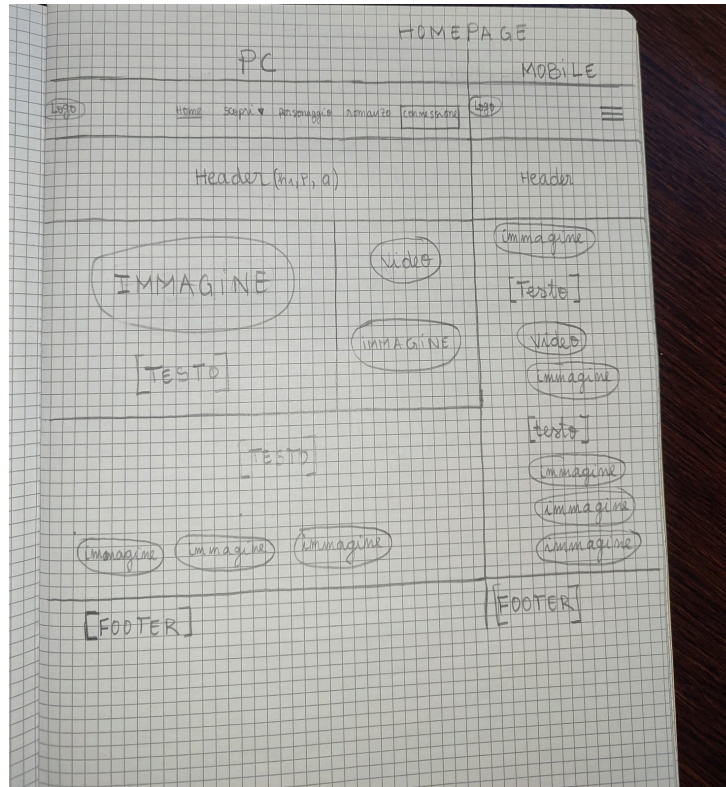 HOMEPAGE
PC
MOBILE
Logo Home scopri ▾ personaggio romanzo connessione
Logo
Header (h1, P, a)
Header
IMMAGINE
[TESTO]
video
IMMAGINE
[TESTO]
immagine immagine immagine
[FOOTER]
immagine
[Testo]
Video
immagine
[testo]
immagine
immagine
immagine
[FOOTER]